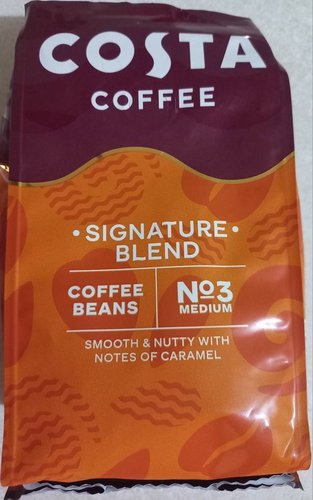 COSTA
COFFEE
• SIGNATURE •
BLEND
COFFEE
BEANS
Nº3
MEDIUM
SMOOTH & NUTTY WITH
NOTES OF CARAMEL